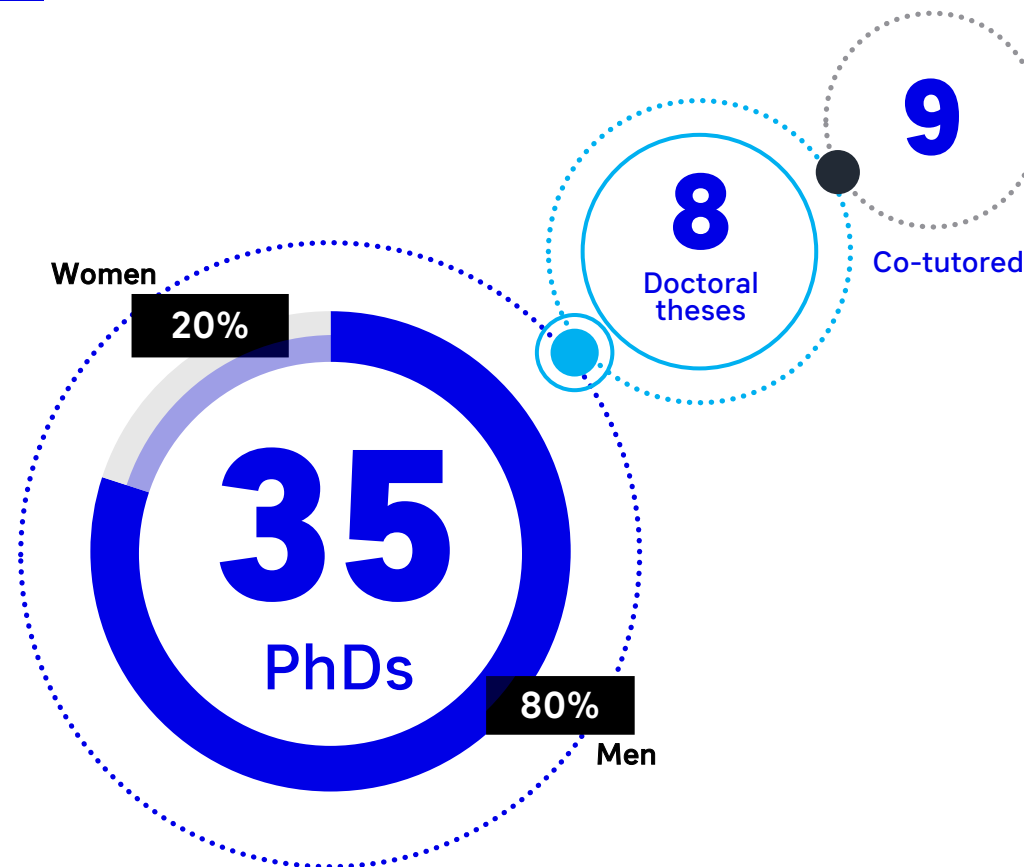 9
8
Doctoral
theses
Co-tutored
Women
20%
35
PhDs
80%
Men